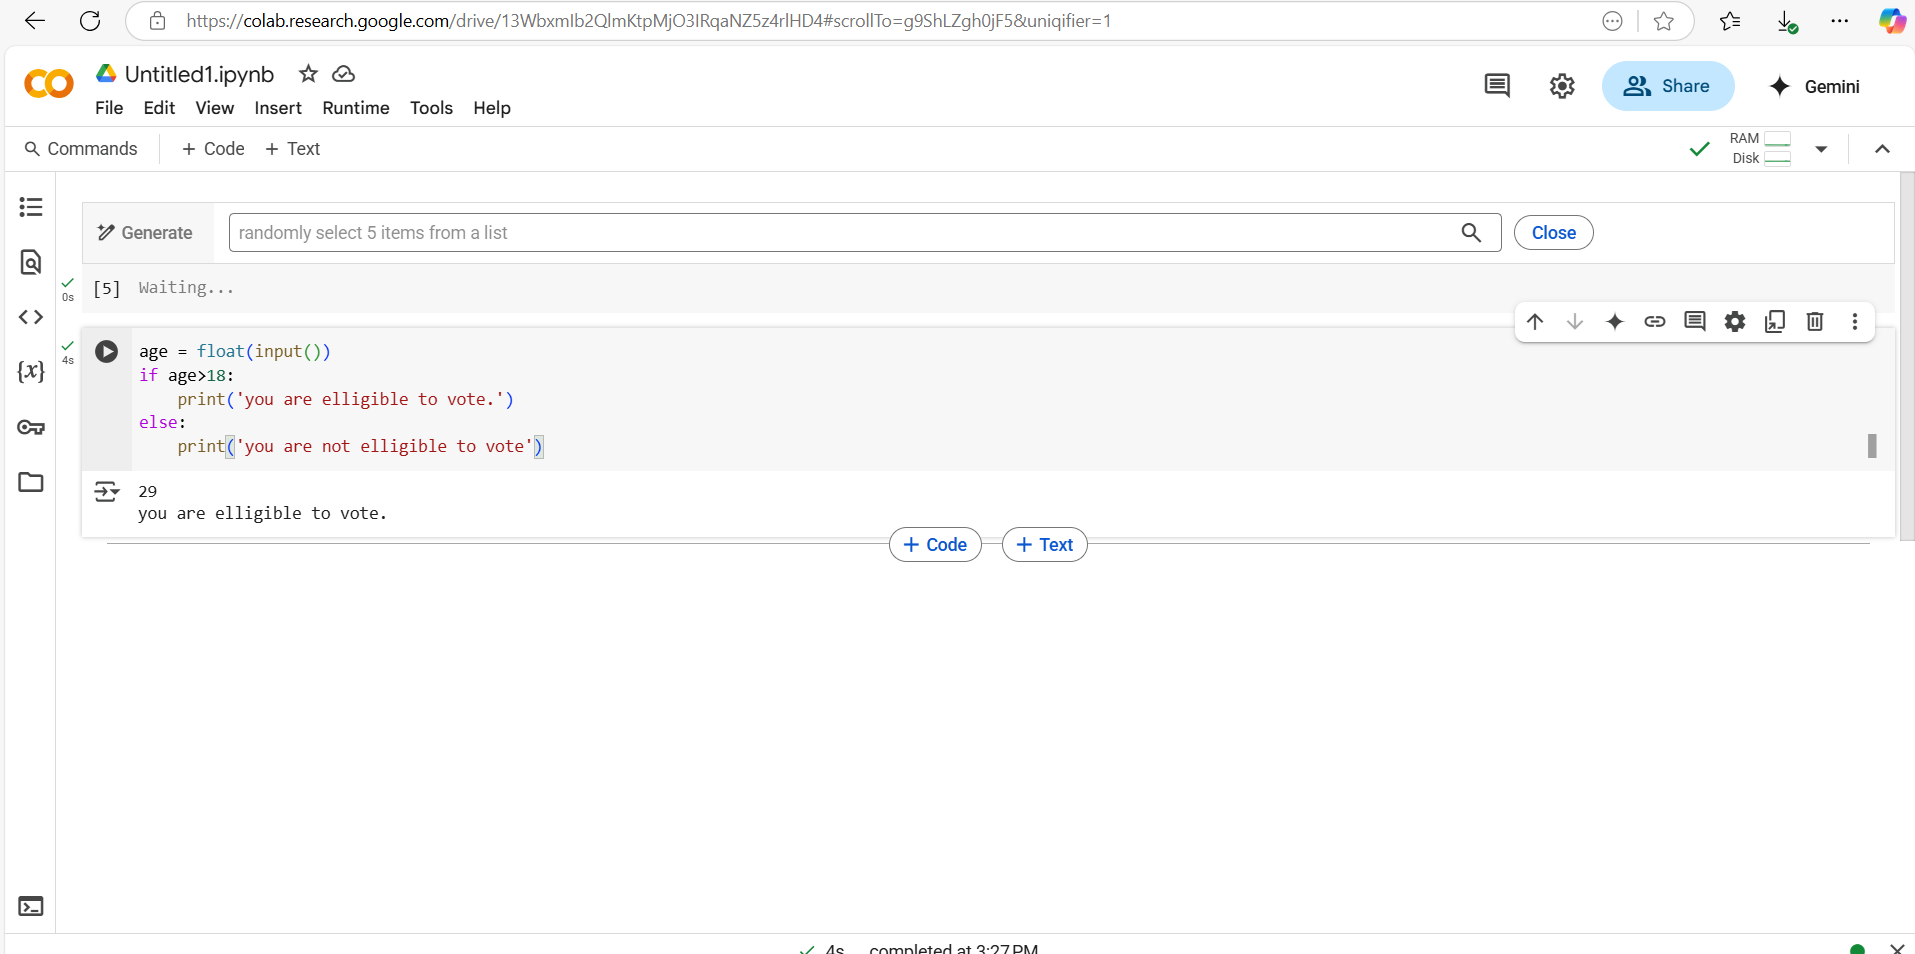 https://colab.research.google.com/drive/13WbxmIb2QlmKtpMjO3IRqaNZ5z4rlHD4#scrollTo=g9ShLZgh0jF5&uniqifier=1
CO
Untitled1.ipynb
Share
Gemini
File Edit View Insert Runtime Tools Help
Commands + Code + Text
RAM
Disk
Generate randomly select 5 items from a list Close
0s [5] Waiting...
4s
age = float(input())
if age>18:
    print('you are elligible to vote.')
else:
    print('you are not elligible to vote')
29
you are elligible to vote.
+ Code + Text
{x}
4s completed at 3:27 PM